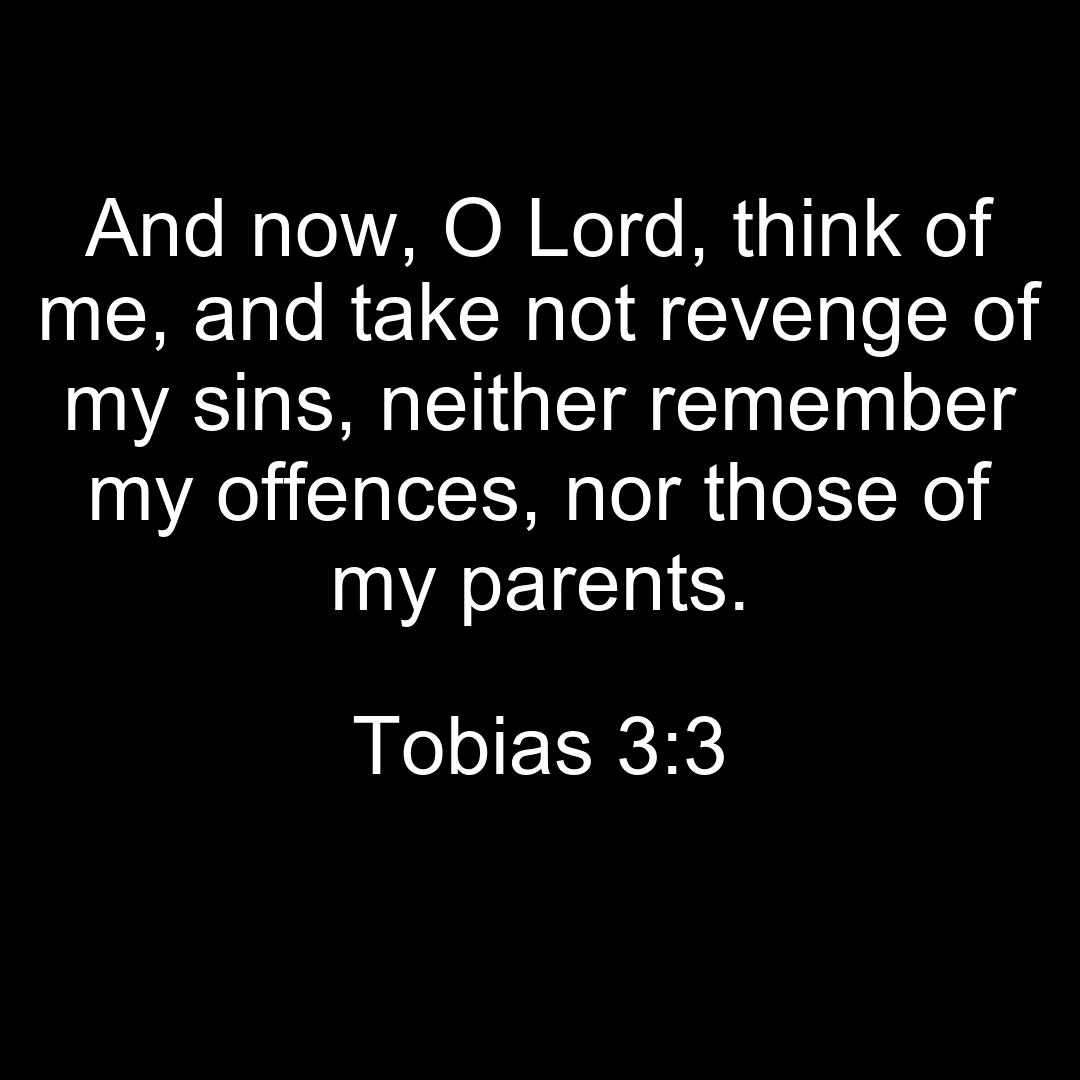 And now, O Lord, think of
me, and take not revenge of
my sins, neither remember
my offences, nor those of
my parents.
Tobias 3:3